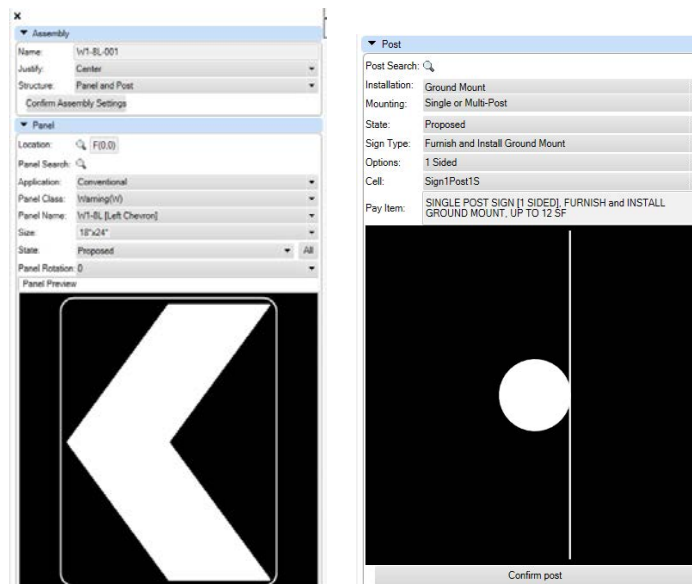 Assembly
Name: W1-8L-001
Justify: Center
Structure: Panel and Post
Confirm Assembly Settings
Panel
Location: F(0,0)
Panel Search:
Application: Conventional
Panel Class: Warning(W)
Panel Name: W1-8L [Left Chevron]
Size: 18"x24"
State: Proposed All
Panel Rotation: 0
Panel Preview
Post
Post Search:
Installation: Ground Mount
Mounting: Single or Multi-Post
State: Proposed
Sign Type: Furnish and Install Ground Mount
Options: 1 Sided
Cell: Sign1Post1S
Pay Item: SINGLE POST SIGN [1 SIDED], FURNISH and INSTALL
GROUND MOUNT, UP TO 12 SF
Confirm post